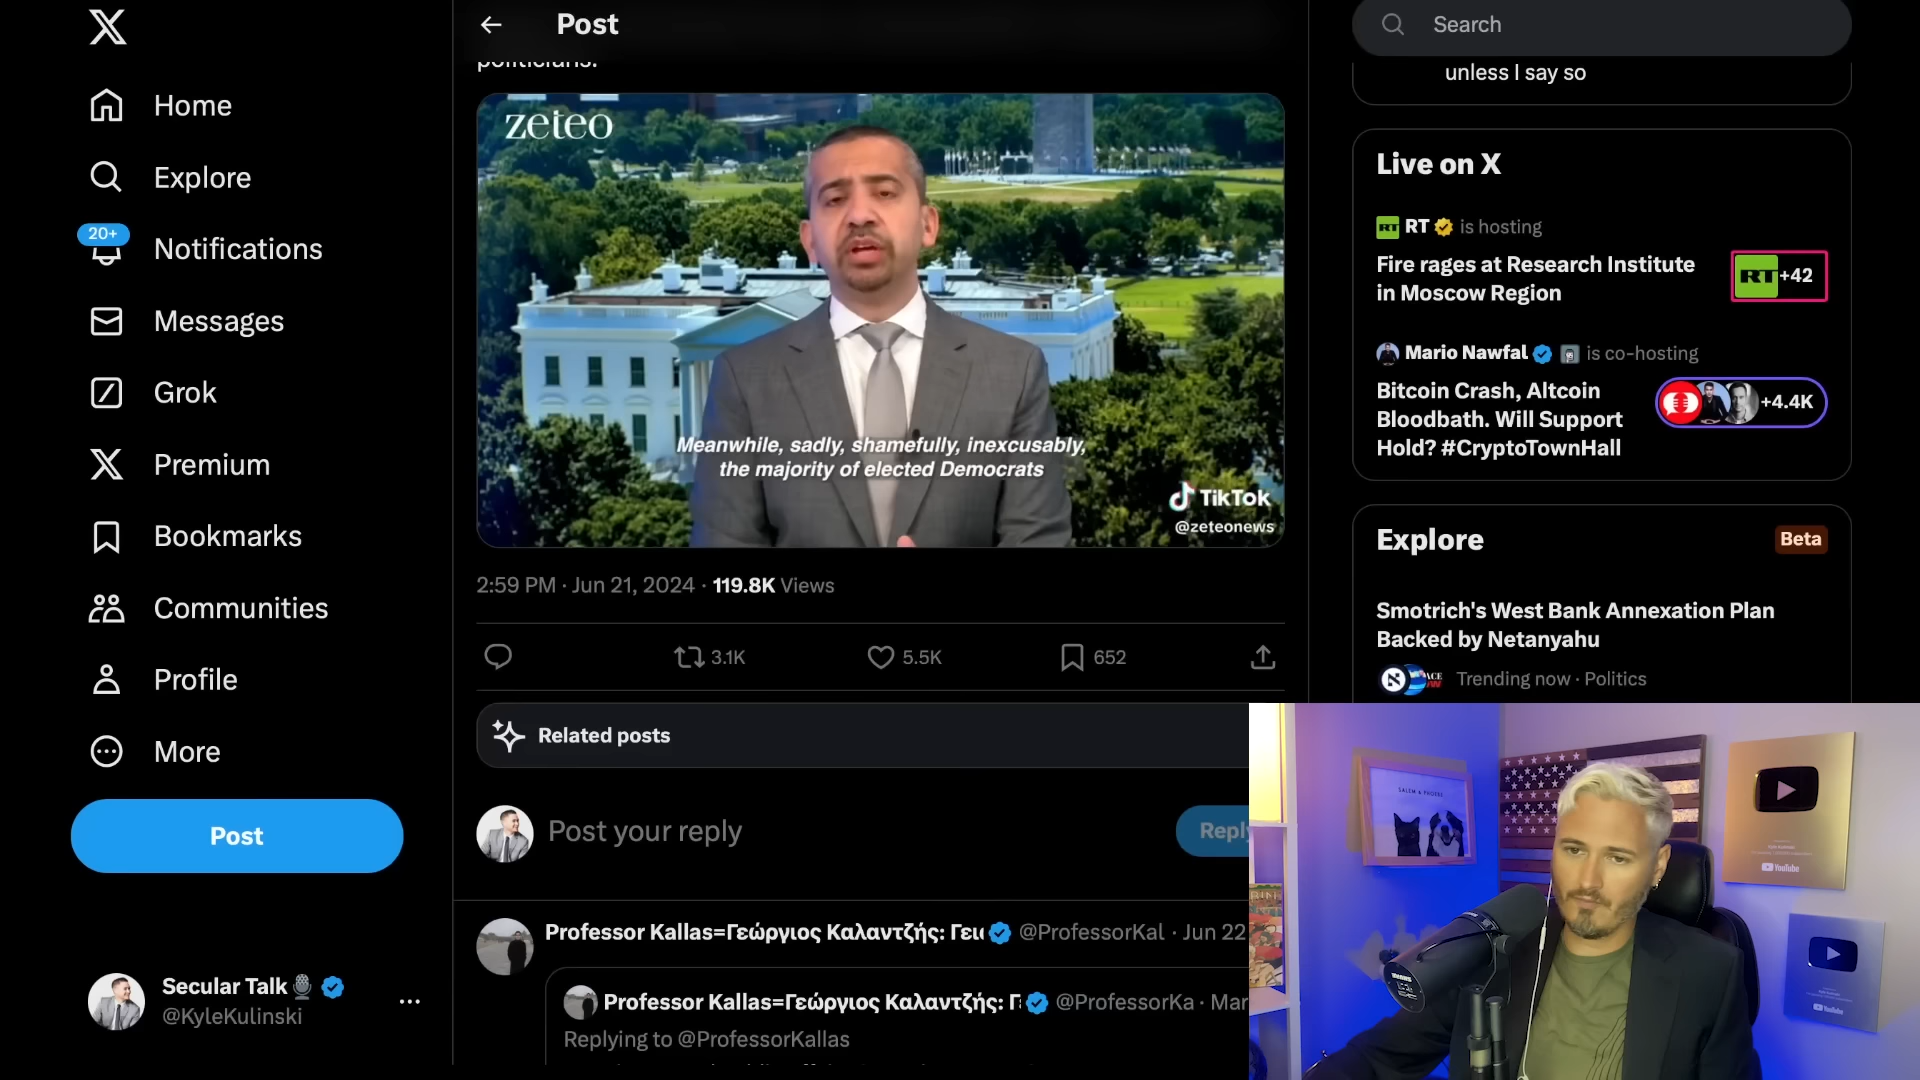 Home
Explore
20+
Notifications
Messages
Grok
Premium
Bookmarks
Communities
Profile
More
Post
Secular Talk
@KyleKulinski
Post
politicians.
zeteo
Meanwhile, sadly, shamefully, inexcusably,
the majority of elected Democrats
TikTok
@zeteonews
2:59 PM · Jun 21, 2024 · 119.8K Views
3.1K
5.5K
652
Related posts
Post your reply
Reply
Professor Kallas=Γεώργιος Καλαντζής: Γει @ProfessorKal · Jun 22
Professor Kallas=Γεώργιος Καλαντζής: Γ @ProfessorKa · Mar
Replying to @ProfessorKallas
Search
unless I say so
Live on X
RT is hosting
Fire rages at Research Institute
in Moscow Region
RT +42
Mario Nawfal is co-hosting
Bitcoin Crash, Altcoin
Bloodbath. Will Support
Hold? #CryptoTownHall
+4.4K
Explore
Beta
Smotrich's West Bank Annexation Plan
Backed by Netanyahu
Trending now · Politics
SALEM & PHOEBE
YouTube
YouTube